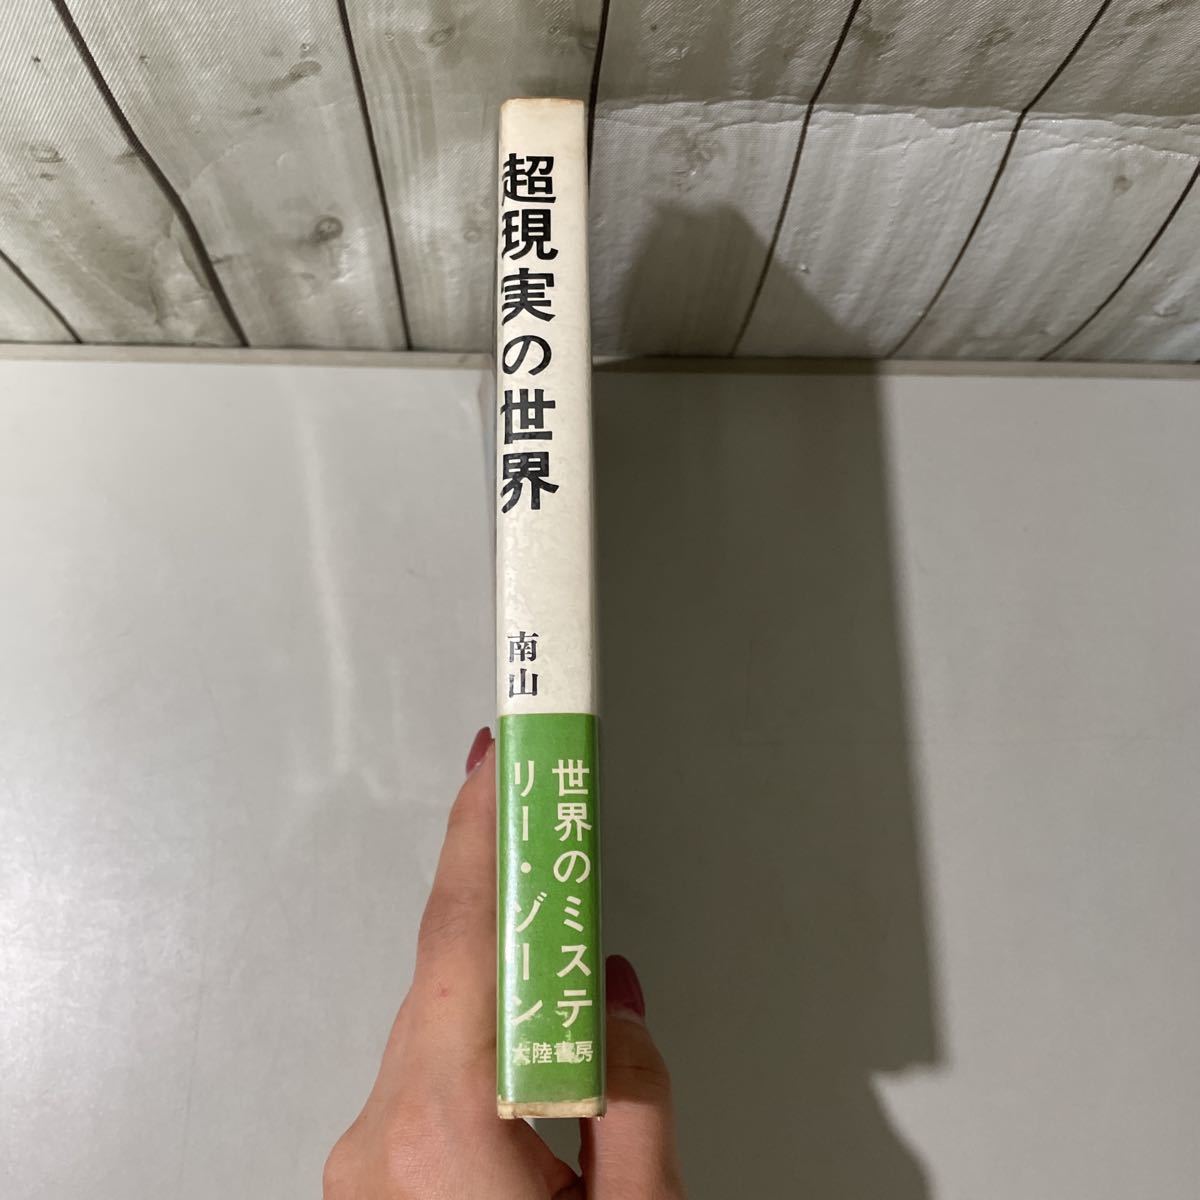 超現実の世界
南山
世界のミステ
リー・ゾーン
大陸書房